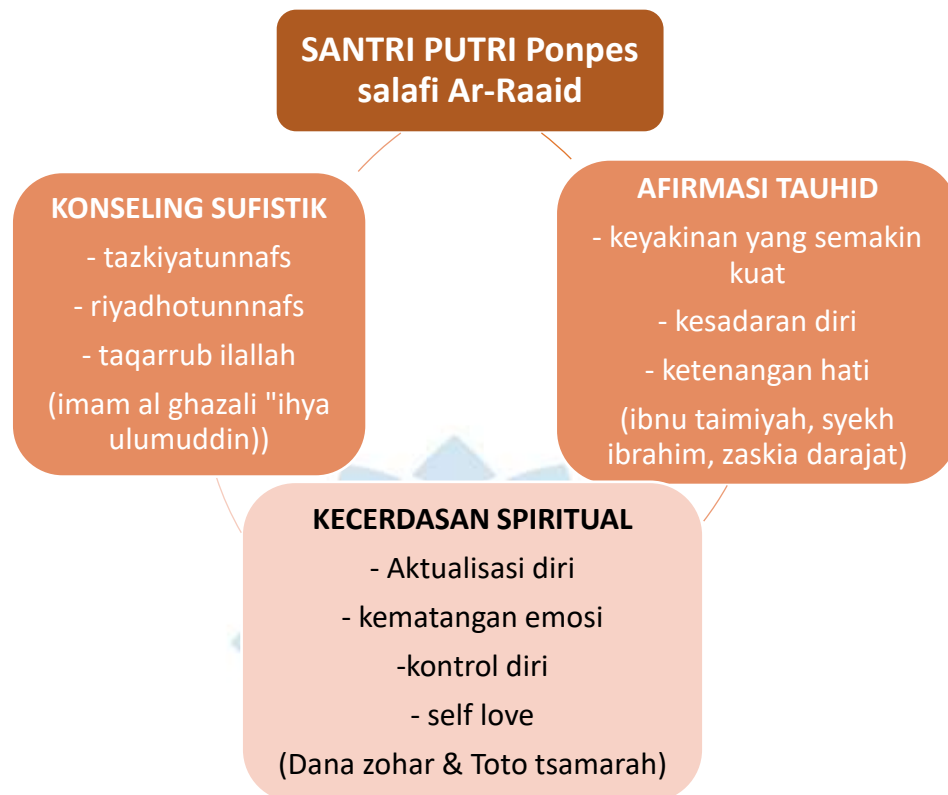 SANTRI PUTRI Ponpes
salafi Ar-Raaid
KONSELING SUFISTIK
- tazkiyatunnafs
- riyadhotunnnafs
- taqarrub ilallah
(imam al ghazali "ihya
ulumuddin))
AFIRMASI TAUHID
- keyakinan yang semakin
kuat
- kesadaran diri
- ketenangan hati
(ibnu taimiyah, syekh
ibrahim, zaskia darajat)
KECERDASAN SPIRITUAL
- Aktualisasi diri
- kematangan emosi
-kontrol diri
- self love
(Dana zohar & Toto tsamarah)